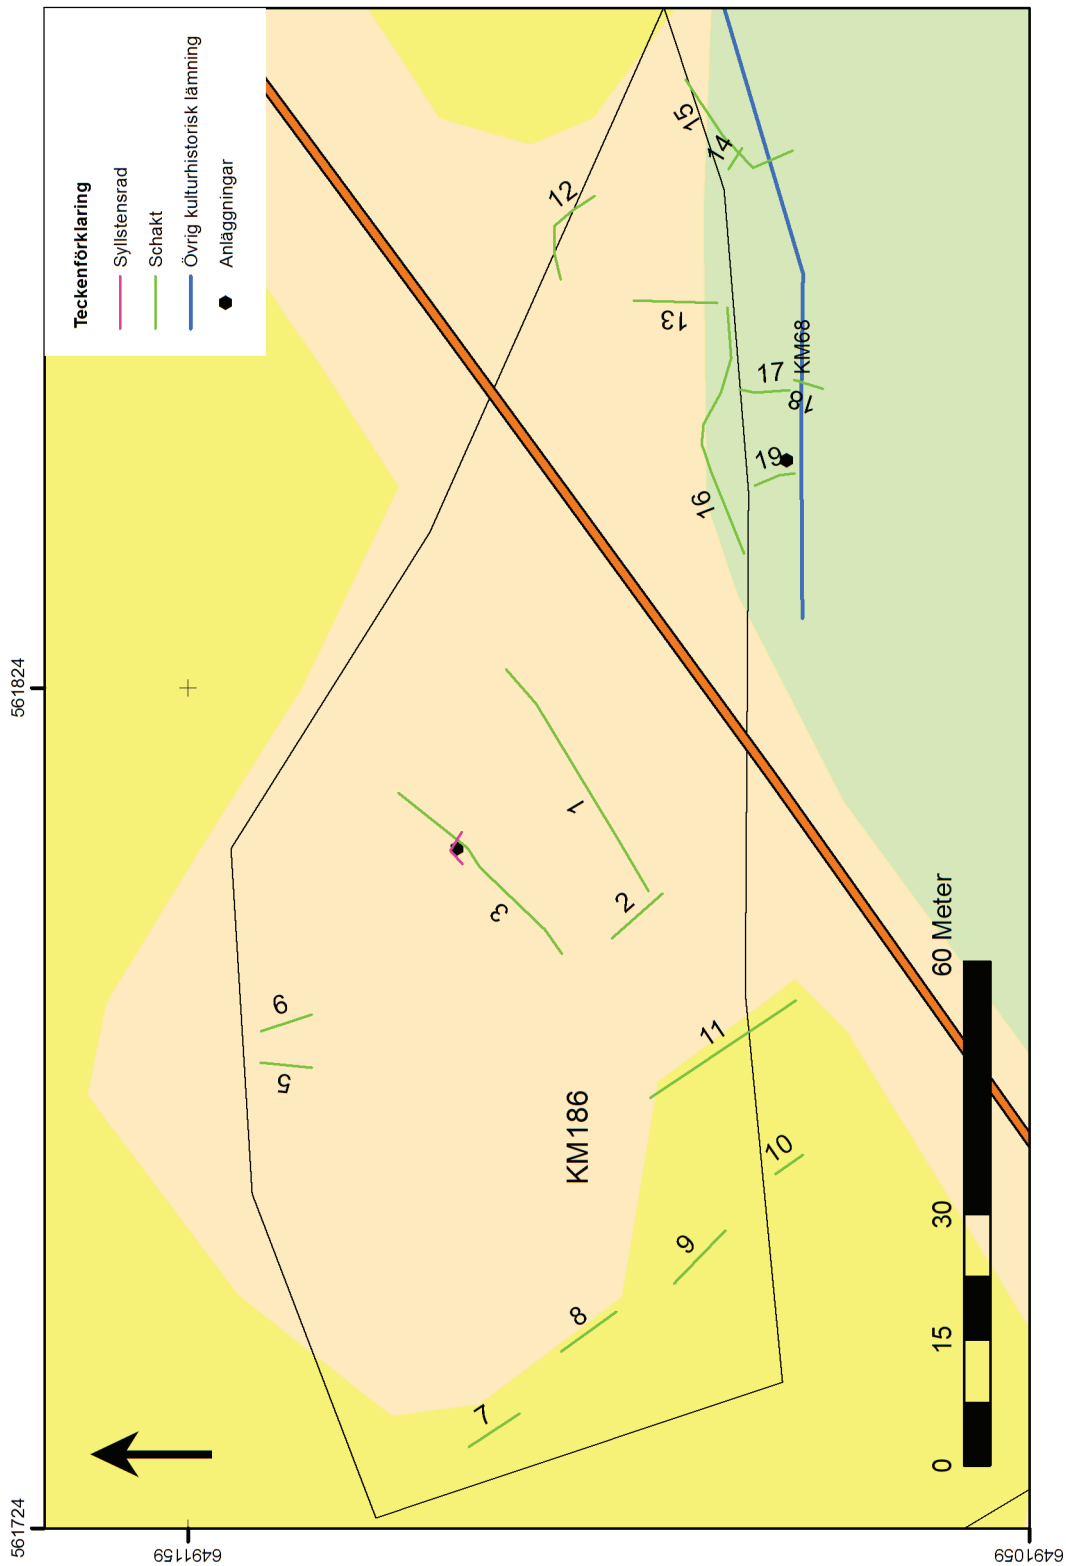 Teckenförklaring
Syllstensrad
Schakt
Övrig kulturhistorisk lämning
Anläggningar
561724
561824
6491159
6491059
KM186
KM68
1
2
3
5
6
7
8
9
10
11
12
13
14
15
16
17
18
19
0 15 30 60 Meter